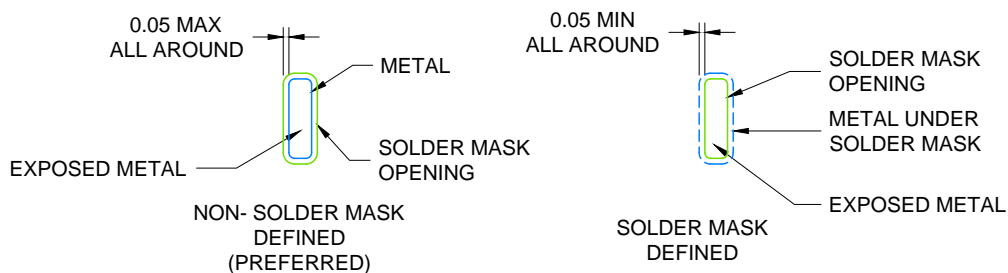 0.05 MAX
ALL AROUND
METAL
EXPOSED METAL
SOLDER MASK
OPENING
NON- SOLDER MASK
DEFINED
(PREFERRED)
0.05 MIN
ALL AROUND
SOLDER MASK
OPENING
METAL UNDER
SOLDER MASK
EXPOSED METAL
SOLDER MASK
DEFINED